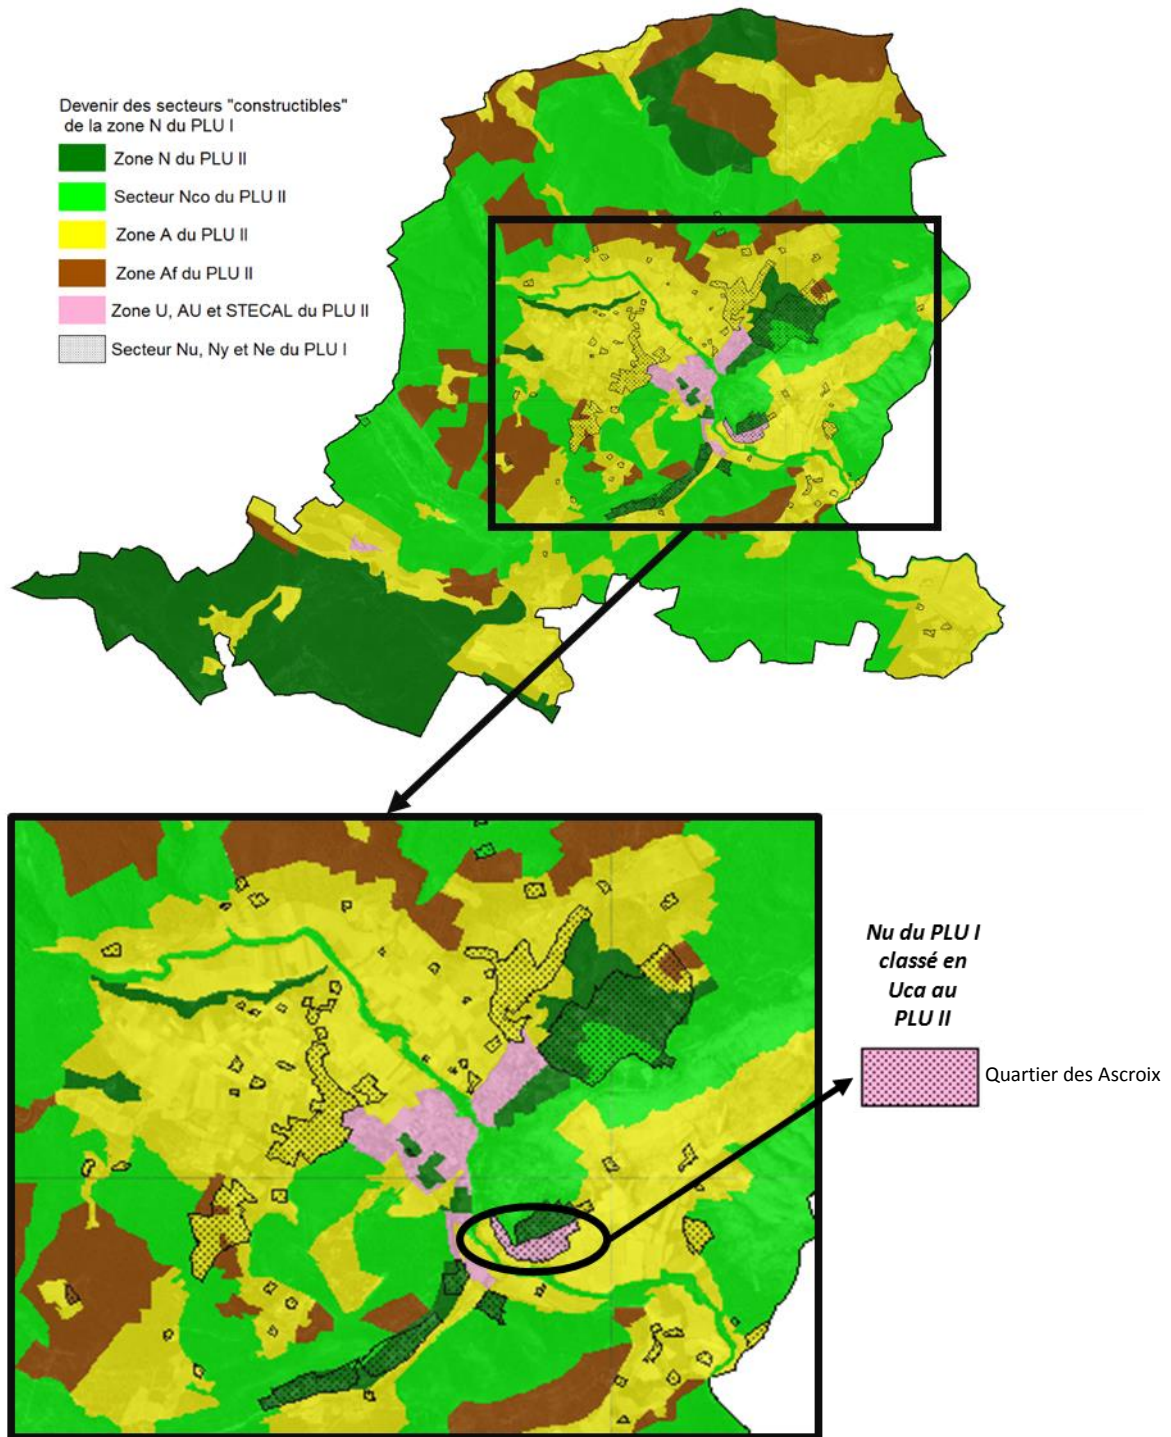 Devenir des secteurs "constructibles"
de la zone N du PLU I
Zone N du PLU II
Secteur Nco du PLU II
Zone A du PLU II
Zone Af du PLU II
Zone U, AU et STECAL du PLU II
Secteur Nu, Ny et Ne du PLU I
Nu du PLU I
classé en
Uca au
PLU II
Quartier des Ascroix